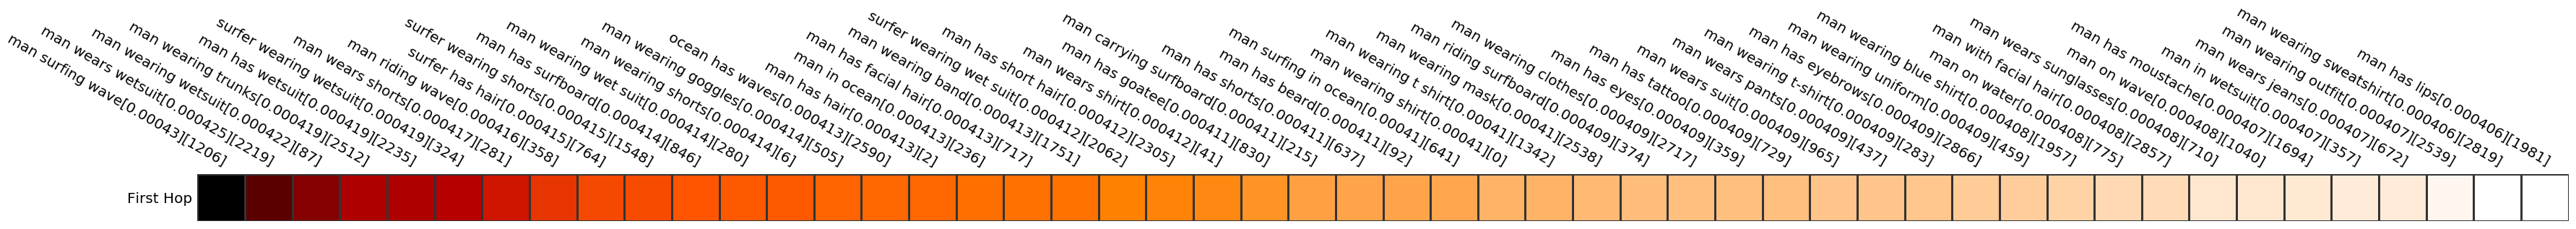 man surfing wave[0.00043][1206]
man wears wetsuit[0.000425][2219]
man wearing wetsuit[0.000422][87]
man wearing trunks[0.000419][2512]
man has wetsuit[0.000419][2235]
surfer wearing wetsuit[0.000419][324]
man wears shorts[0.000417][281]
man riding wave[0.000416][358]
surfer has hair[0.000415][764]
surfer wearing shorts[0.000415][1548]
man has surfboard[0.000414][846]
man wearing wet suit[0.000414][280]
man wearing shorts[0.000414][6]
man wearing goggles[0.000414][505]
ocean has waves[0.000413][2590]
man has hair[0.000413][2]
man in ocean[0.000413][236]
man has facial hair[0.000413][717]
man wearing band[0.000413][1751]
surfer wearing wet suit[0.000412][2062]
man has short hair[0.000412][2305]
man wears shirt[0.000412][41]
man has goatee[0.000411][830]
man carrying surfboard[0.000411][215]
man has shorts[0.000411][637]
man has beard[0.000411][92]
man surfing in ocean[0.00041][641]
man wearing shirt[0.00041][0]
man wearing t shirt[0.00041][1342]
man wearing mask[0.00041][2538]
man riding surfboard[0.000409][374]
man wearing clothes[0.000409][2717]
man has eyes[0.000409][359]
man has tattoo[0.000409][729]
man wears suit[0.000409][965]
man wears pants[0.000409][437]
man wearing t-shirt[0.000409][283]
man has eyebrows[0.000409][2866]
man wearing uniform[0.000409][459]
man wearing blue shirt[0.000408][1957]
man on water[0.000408][775]
man with facial hair[0.000408][2857]
man wears sunglasses[0.000408][710]
man on wave[0.000408][1040]
man has moustache[0.000407][1694]
man in wetsuit[0.000407][357]
man wears jeans[0.000407][672]
man wearing outfit[0.000407][2539]
man wearing sweatshirt[0.000406][2819]
man has lips[0.000406][1981]
First Hop